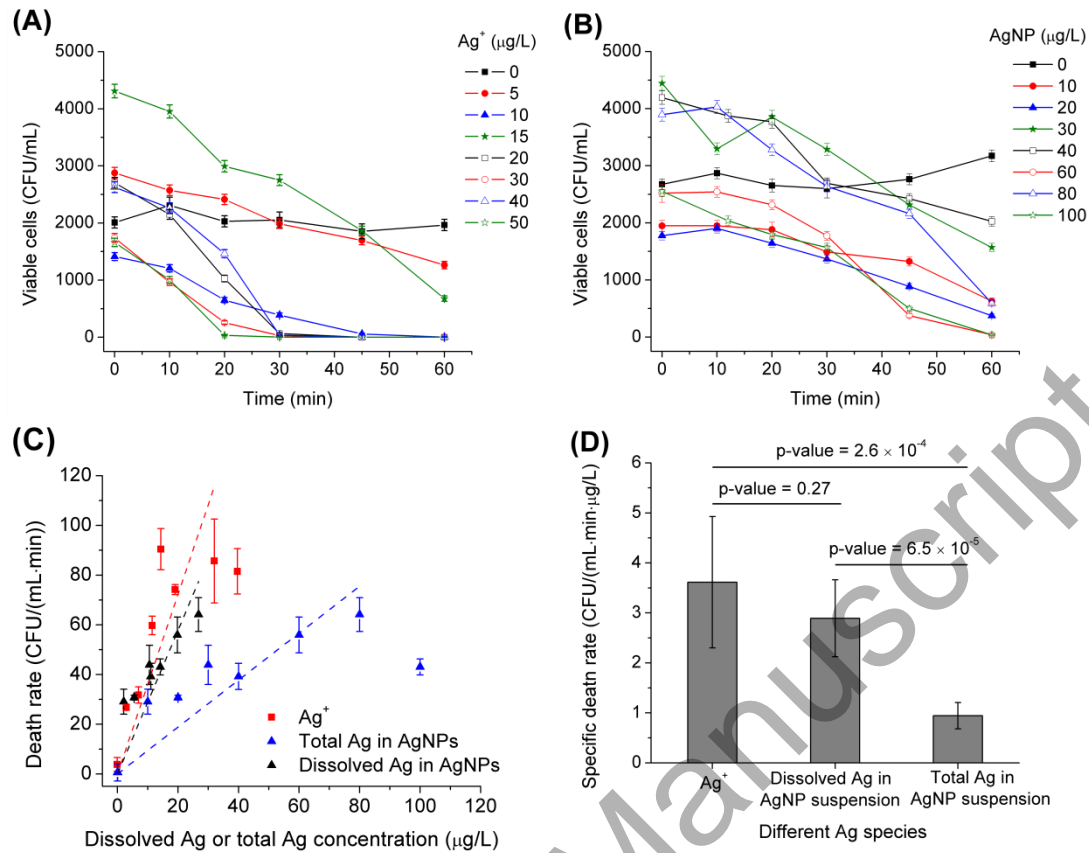 (A)
Ag⁺ (μg/L)
0
5
10
15
20
30
40
50
5000
4000
3000
2000
1000
0
Viable cells (CFU/mL)
0 10 20 30 40 50 60
Time (min)
(B)
AgNP (μg/L)
0
10
20
30
40
60
80
100
5000
4000
3000
2000
1000
0
Viable cells (CFU/mL)
0 10 20 30 40 50 60
Time (min)
(C)
120
100
80
60
40
20
0
Death rate (CFU/(mL·min))
Ag⁺
Total Ag in AgNPs
Dissolved Ag in AgNPs
0 20 40 60 80 100 120
Dissolved Ag or total Ag concentration (μg/L)
(D)
p-value = 2.6 × 10⁻⁴
p-value = 0.27
p-value = 6.5 × 10⁻⁵
6
5
4
3
2
1
0
Specific deatn rate (CFU/(mL·min·μg/L)
Ag⁺
Dissolved Ag in
AgNP suspension
Total Ag in
AgNP suspension
Different Ag species
Manuscript